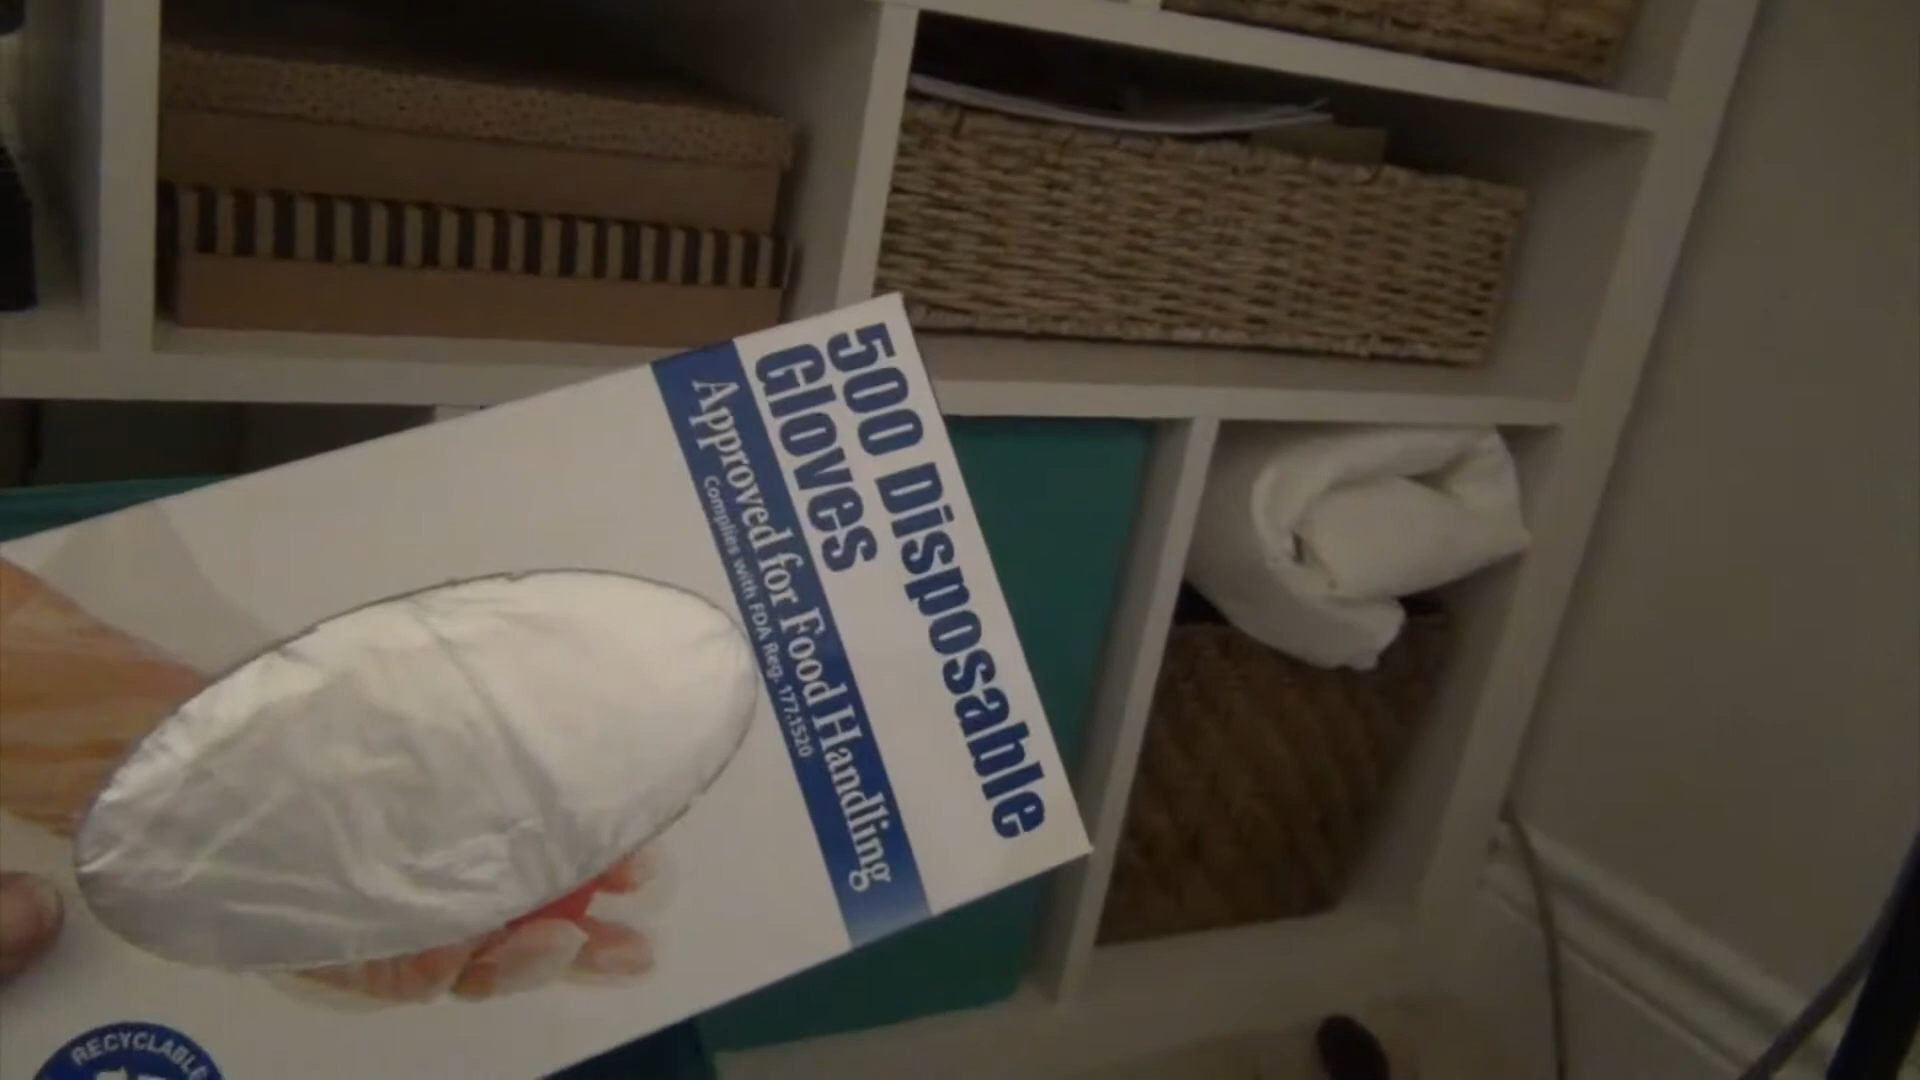 500 Disposable
Gloves
Approved for Food Handling
Complies with FDA Reg. 177.1520
RECYCLABLE